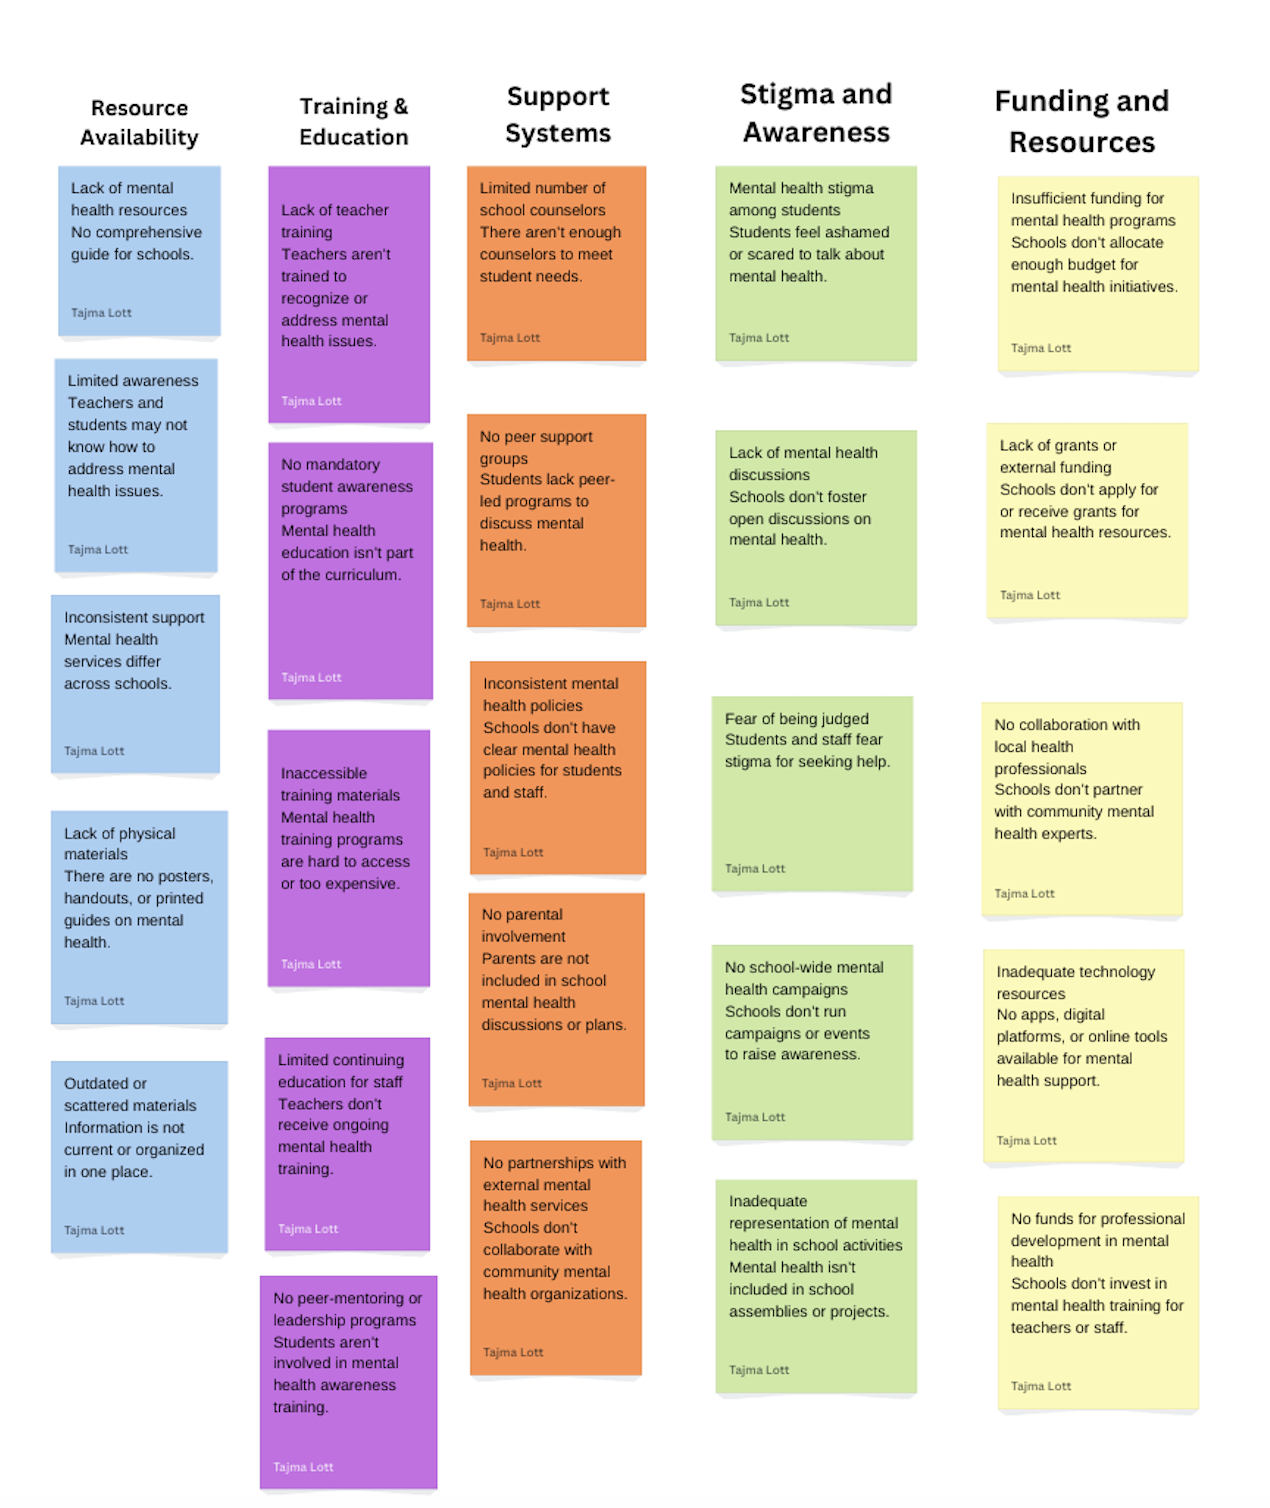 Resource
Availability
Lack of mental
health resources
No comprehensive
guide for schools.
Tajma Lott
Limited awareness
Teachers and
students may not
know how to
address mental
health issues.
Tajma Lott
Inconsistent support
Mental health
services differ
across schools.
Tajma Lott
Lack of physical
materials
There are no posters,
handouts, or printed
guides on mental
health.
Tajma Lott
Outdated or
scattered materials
Information is not
current or organized
in one place.
Tajma Lott
Training &
Education
Lack of teacher
training
Teachers aren't
trained to
recognize or
address mental
health issues.
Tajma Lott
No mandatory
student awareness
programs
Mental health
education isn't part
of the curriculum.
Tajma Lott
Inaccessible
training materials
Mental health
training programs
are hard to access
or too expensive.
Tajma Lott
Limited continuing
education for staff
Teachers don't
receive ongoing
mental health
training.
Tajma Lott
No peer-mentoring or
leadership programs
Students aren't
involved in mental
health awareness
training.
Tajma Lott
Support
Systems
Limited number of
school counselors
There aren't enough
counselors to meet
student needs.
Tajma Lott
No peer support
groups
Students lack peer-
led programs to
discuss mental
health.
Tajma Lott
Inconsistent mental
health policies
Schools don't have
clear mental health
policies for students
and staff.
Tajma Lott
No parental
involvement
Parents are not
included in school
mental health
discussions or plans.
Tajma Lott
No partnerships with
external mental
health services
Schools don't
collaborate with
community mental
health organizations.
Tajma Lott
Stigma and
Awareness
Mental health stigma
among students
Students feel ashamed
or scared to talk about
mental health.
Tajma Lott
Lack of mental health
discussions
Schools don't foster
open discussions on
mental health.
Tajma Lott
Fear of being judged
Students and staff fear
stigma for seeking help.
Tajma Lott
No school-wide mental
health campaigns
Schools don't run
campaigns or events
to raise awareness.
Tajma Lott
Inadequate
representation of mental
health in school activities
Mental health isn't
included in school
assemblies or projects.
Tajma Lott
Funding and
Resources
Insufficient funding for
mental health programs
Schools don't allocate
enough budget for
mental health initiatives.
Tajma Lott
Lack of grants or
external funding
Schools don't apply for
or receive grants for
mental health resources.
Tajma Lott
No collaboration with
local health
professionals
Schools don't partner
with community mental
health experts.
Tajma Lott
Inadequate technology
resources
No apps, digital
platforms, or online tools
available for mental
health support.
Tajma Lott
No funds for professional
development in mental
health
Schools don't invest in
mental health training for
teachers or staff.
Tajma Lott